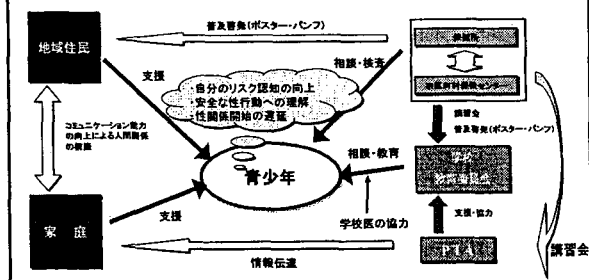 普及啓発(ポスター・パンフ)
地域住民
支援
相談・検査
自分のリスク認知の向上
安全な性行動への理解
性関係開始の遅延
講習会
普及啓発(ポスター・パンフ)
コミュニケーション能力
の向上による人間関係
の構築
青少年
相談・教育
学校
支援
学校医の協力
支援・協力
家 庭
PTA
講習会
情報伝達